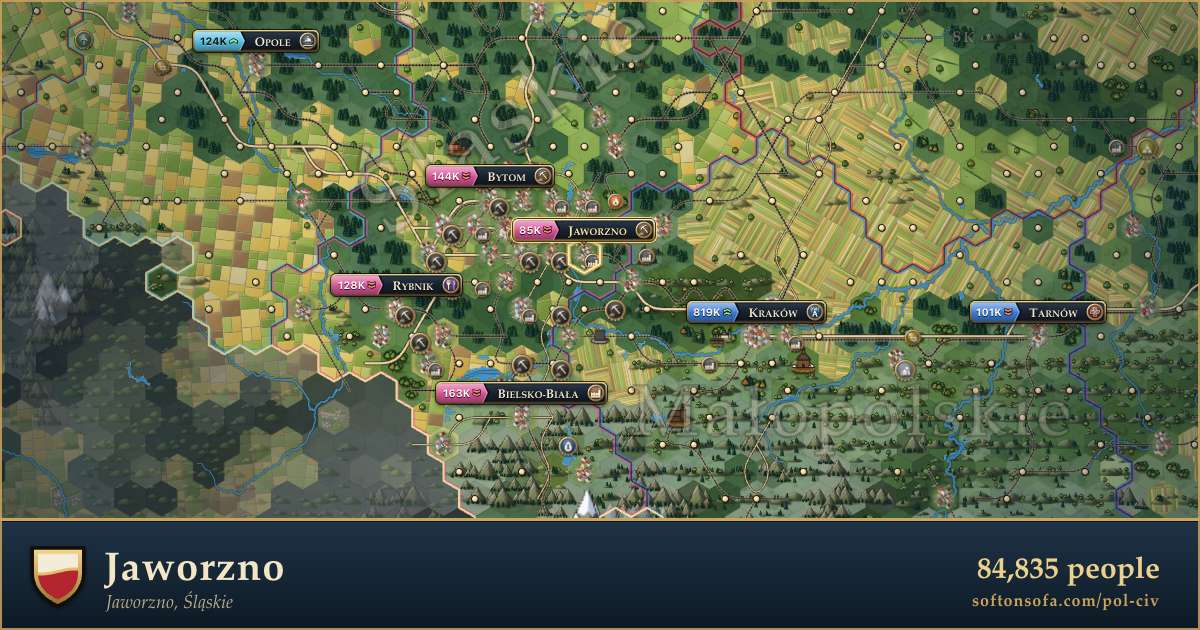 124K OPOLE
SK
Śląskie
144K BYTOM
85K JAWORZNO
128K RYBNIK
819K KRAKÓW
101K TARNÓW
163K BIELSKO-BIAŁA
Małopolskie
Jaworzno
Jaworzno, Śląskie
84,835 people
softonsofa.com/pol-civ